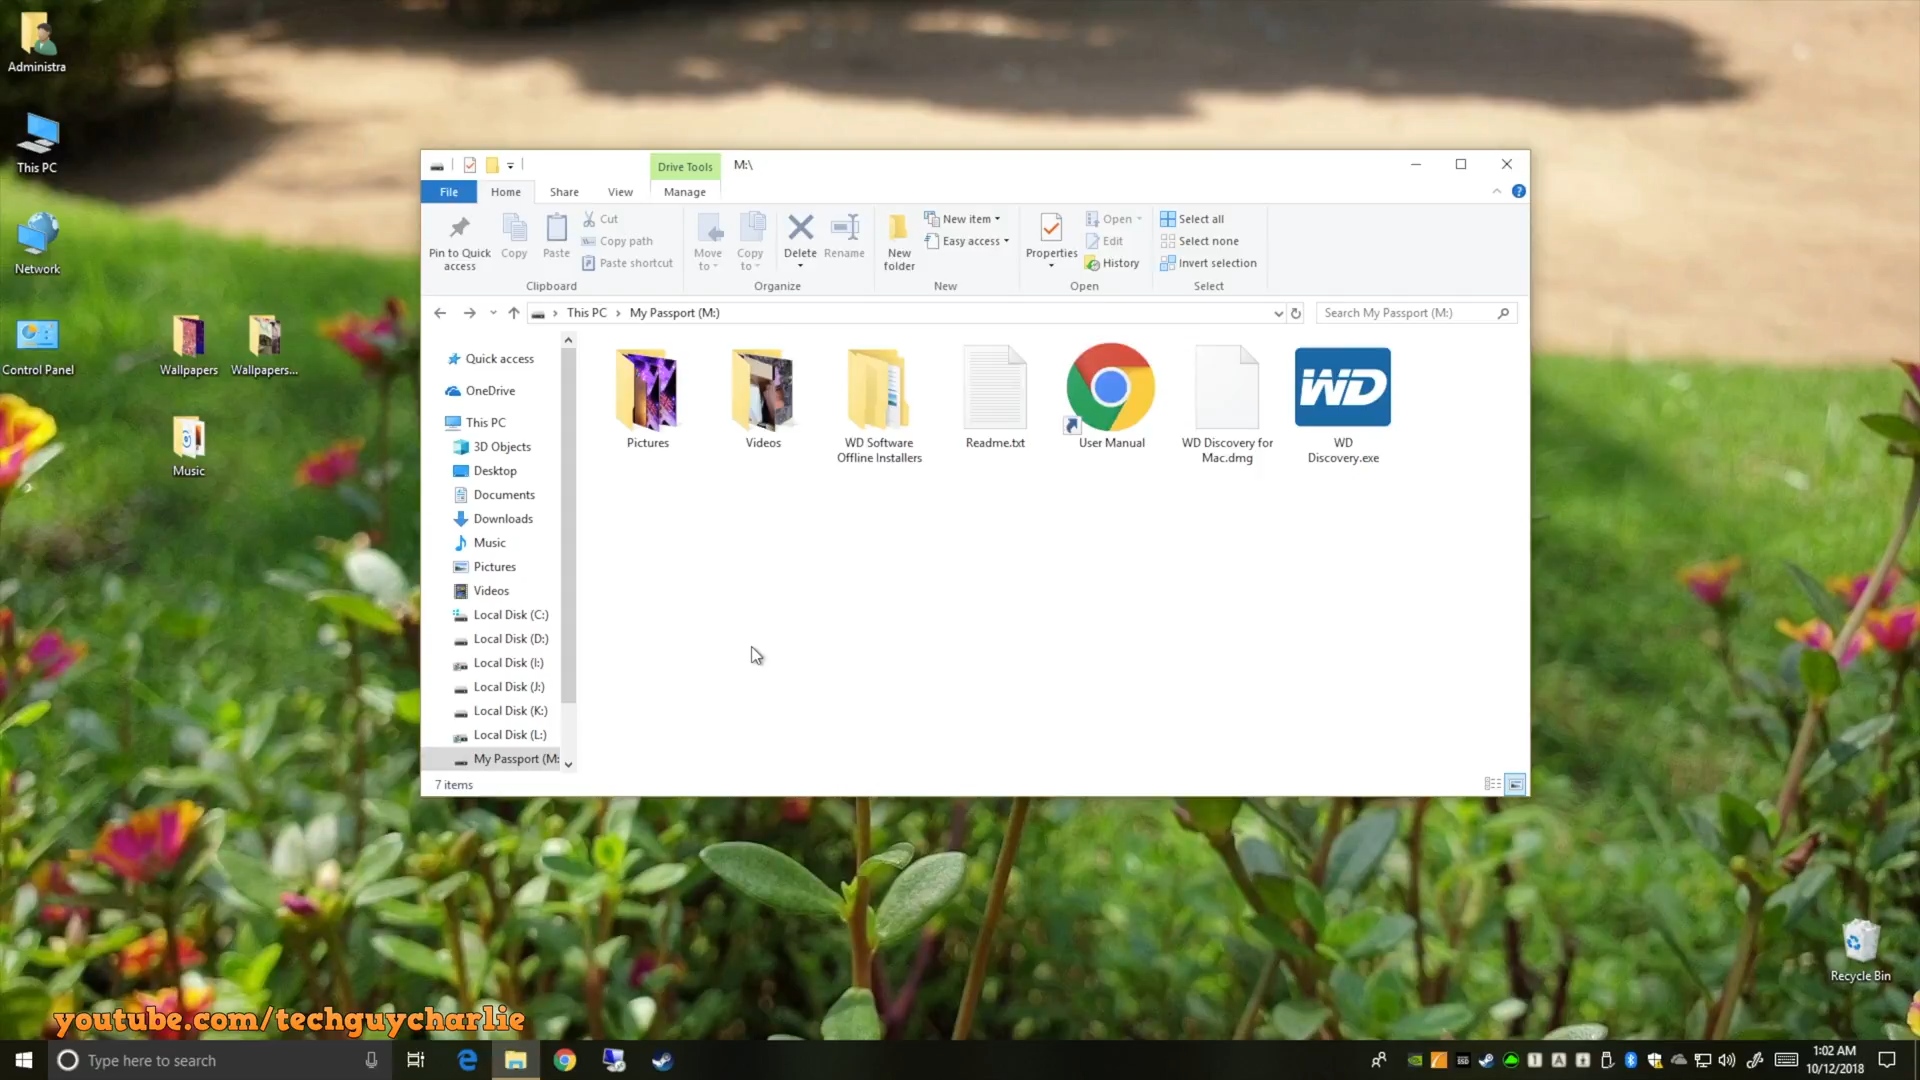 Administra
This PC
Network
Control Panel
Wallpapers
Wallpapers...
Music
Drive Tools
M:\
File
Home
Share
View
Manage
Pin to Quick
access
Copy
Paste
Cut
Copy path
Paste shortcut
Clipboard
Move
to
Copy
to
Delete
Rename
Organize
New
folder
New item
Easy access
New
Properties
Open
Edit
History
Open
Select all
Select none
Invert selection
Select
This PC
My Passport (M:)
Search My Passport (M:)
Quick access
OneDrive
This PC
3D Objects
Desktop
Documents
Downloads
Music
Pictures
Videos
Local Disk (C:)
Local Disk (D:)
Local Disk (I:)
Local Disk (J:)
Local Disk (K:)
Local Disk (L:)
My Passport (M:
Pictures
Videos
WD Software
Offline Installers
Readme.txt
User Manual
WD Discovery for
Mac.dmg
WD
WD
Discovery.exe
7 items
Recycle Bin
youtube.com/techguycharlie
Type here to search
1:02 AM
10/12/2018